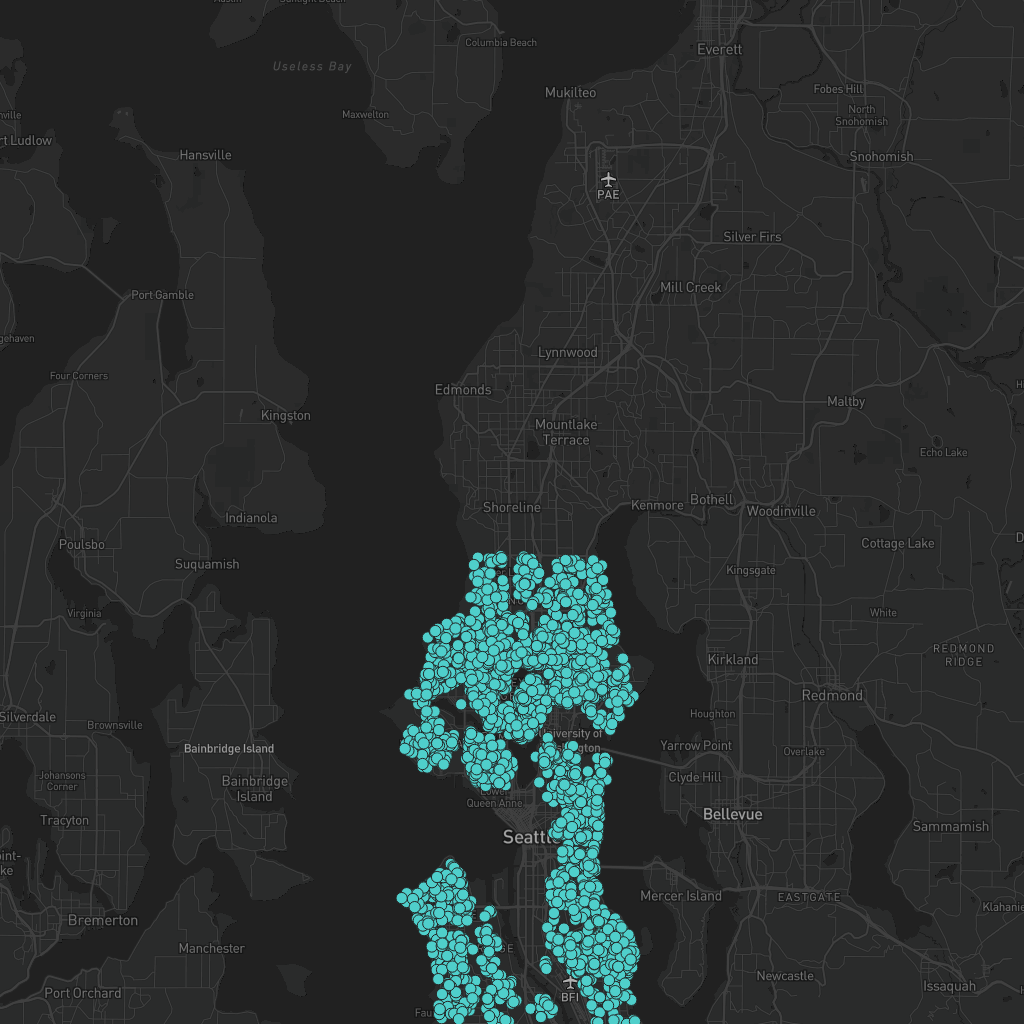 Columbia Beach
Everett
Useless Bay
Mukilteo
Fobes Hill
Maxwelton
North
Snohomish
Hansville
Snohomish
PAE
Silver Firs
Mill Creek
Port Gamble
Lynnwood
Four Corners
Edmonds
Maltby
Kingston
Mountlake
Terrace
Echo Lake
Bothell
Shoreline
Kenmore
Woodinville
Indianola
Poulsbo
Cottage Lake
Suquamish
Kingsgate
Virginia
White
REDMOND
RIDGE
Kirkland
Redmond
Silverdale
Houghton
Brownsville
University of
Bainbridge Island
Yarrow Point
Overlake
Johansons
Corner
Clyde Hill
Bainbridge
Island
Lower
Queen Anne
Bellevue
Tracyton
Sammamish
Seattle
Mercer Island
EASTGATE
Bremerton
Manchester
Newcastle
Issaquah
Port Orchard
BFI